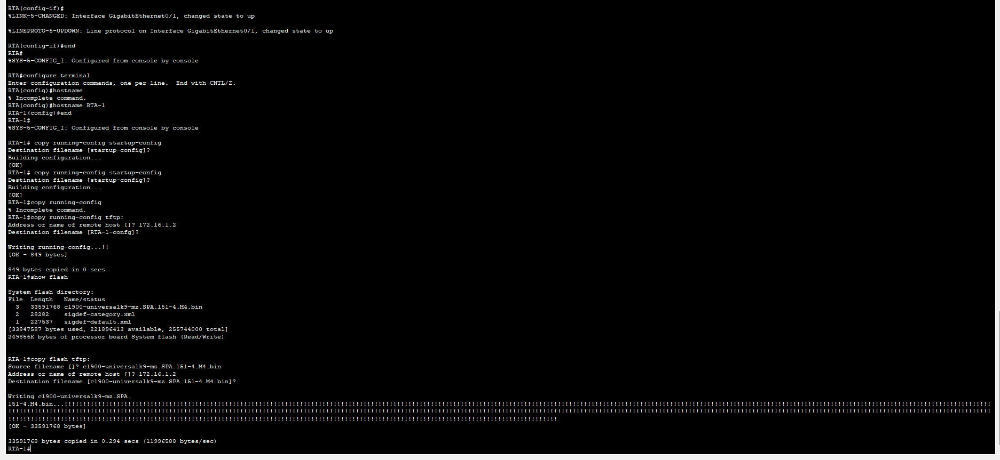 RTA(config-if)#
%LINK-5-CHANGED: Interface GigabitEthernet0/1, changed state to up
%LINEPROTO-5-UPDOWN: Line protocol on Interface GigabitEthernet0/1, changed state to up
RTA(config-if)#end
RTA#
%SYS-5-CONFIG_I: Configured from console by console
RTA#configure terminal
Enter configuration commands, one per line.  End with CNTL/Z.
RTA(config)#hostname
% Incomplete command.
RTA(config)#hostname RTA-1
RTA-1(config)#end
RTA-1#
%SYS-5-CONFIG_I: Configured from console by console
RTA-1# copy running-config startup-config
Destination filename [startup-config]?
Building configuration...
[OK]
RTA-1# copy running-config startup-config
Destination filename [startup-config]?
Building configuration...
[OK]
RTA-1#copy running-config
% Incomplete command.
RTA-1#copy running-config tftp:
Address or name of remote host []? 172.16.1.2
Destination filename [RTA-1-confg]?
Writing running-config...!!
[OK - 849 bytes]
849 bytes copied in 0 secs
RTA-1#show flash
System flash directory:
File  Length   Name/status
  3   33591768 c1900-universalk9-mz.SPA.151-4.M4.bin
  2   28282    sigdef-category.xml
  1   227537   sigdef-default.xml
[33847587 bytes used, 221896413 available, 255744000 total]
249856K bytes of processor board System flash (Read/Write)
RTA-1#copy flash tftp:
Source filename []? c1900-universalk9-mz.SPA.151-4.M4.bin
Address or name of remote host []? 172.16.1.2
Destination filename [c1900-universalk9-mz.SPA.151-4.M4.bin]?
Writing c1900-universalk9-mz.SPA.
151-4.M4.bin...!!!!!!!!!!!!!!!!!!!!!!!!!!!!!!!!!!!!!!!!!!!!!!!!!!!!!!!!!!!!!!!!!!!!!!!!!!!!!!!!!!!!!!!!!!!!!!!!!!!!!!!!!!!!!!!!!!!!!!!!!!!!!!!!!!!!!!!!!!!!!!!!!!!!!!!!!!!!!!!!!!!!!!!!!!!!!!!!!!!!!!!!!!!!!!!!!!!!!!!!!!!!!!!!!!!!!!!!!!!!!!!!!!!!!!!!
!!!!!!!!!!!!!!!!!!!!!!!!!!!!!!!!!!!!!!!!!!!!!!!!!!!!!!!!!!!!!!!!!!!!!!!!!!!!!!!!!!!!!!!!!!!!!!!!!!!!!!!!!!!!!!!!!!!!!!!!!!!!!!!!!!!!!!!!!!!!!!!!!!!!!!!!!!!!!!!!!!!!!!!!!!!!!!!!!!!!!!!!!!!!!!!!!!!!!!!!!!!!!!!!!!!!!!!!!!!!!!!!!!!!!!!!!!!!!!!
!!!!!!!!!!!!!!!!!!!!!!!!!!!!!!!!!!!!!!!!!!!!!!!!!!!!!!!!!!!!!!!!!!!!!!!!!!!!!!!!!!!!!!!!!!!!!!!!!!!!!!!!!!!!!!!!!!!!!!!!!!!!!!!!!!!!!!!!!!!!!!!!!!!
[OK - 33591768 bytes]
33591768 bytes copied in 0.294 secs (11996588 bytes/sec)
RTA-1#